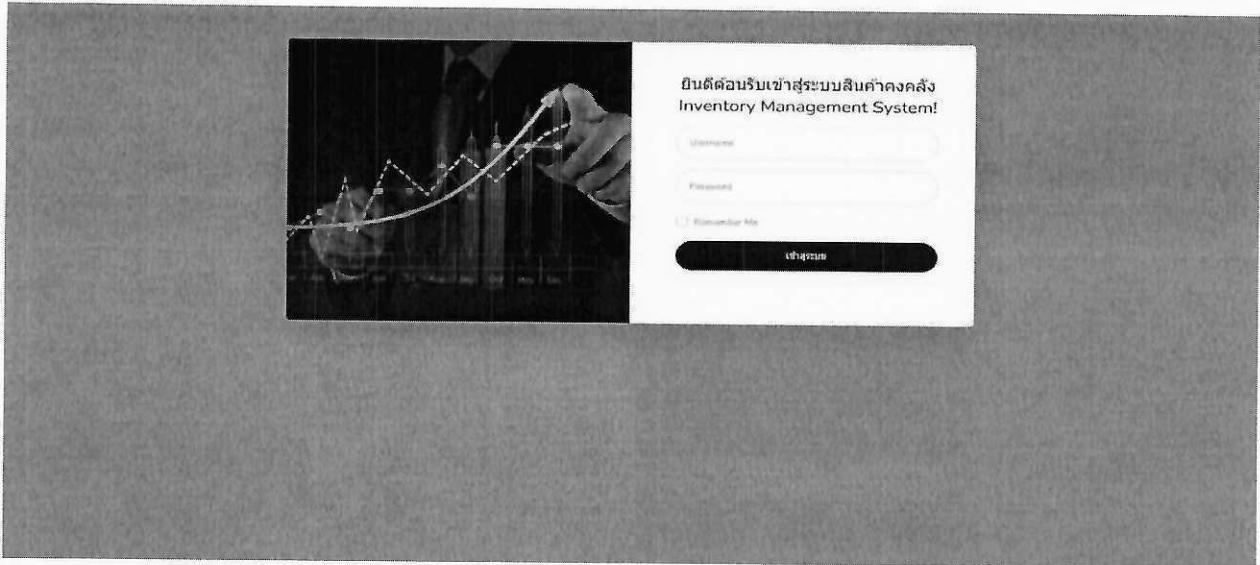 ยินดีต้อนรับเข้าสู่ระบบสินค้าคงคลัง
Inventory Management System!
Username
Password
Remember Me
เข้าสู่ระบบ